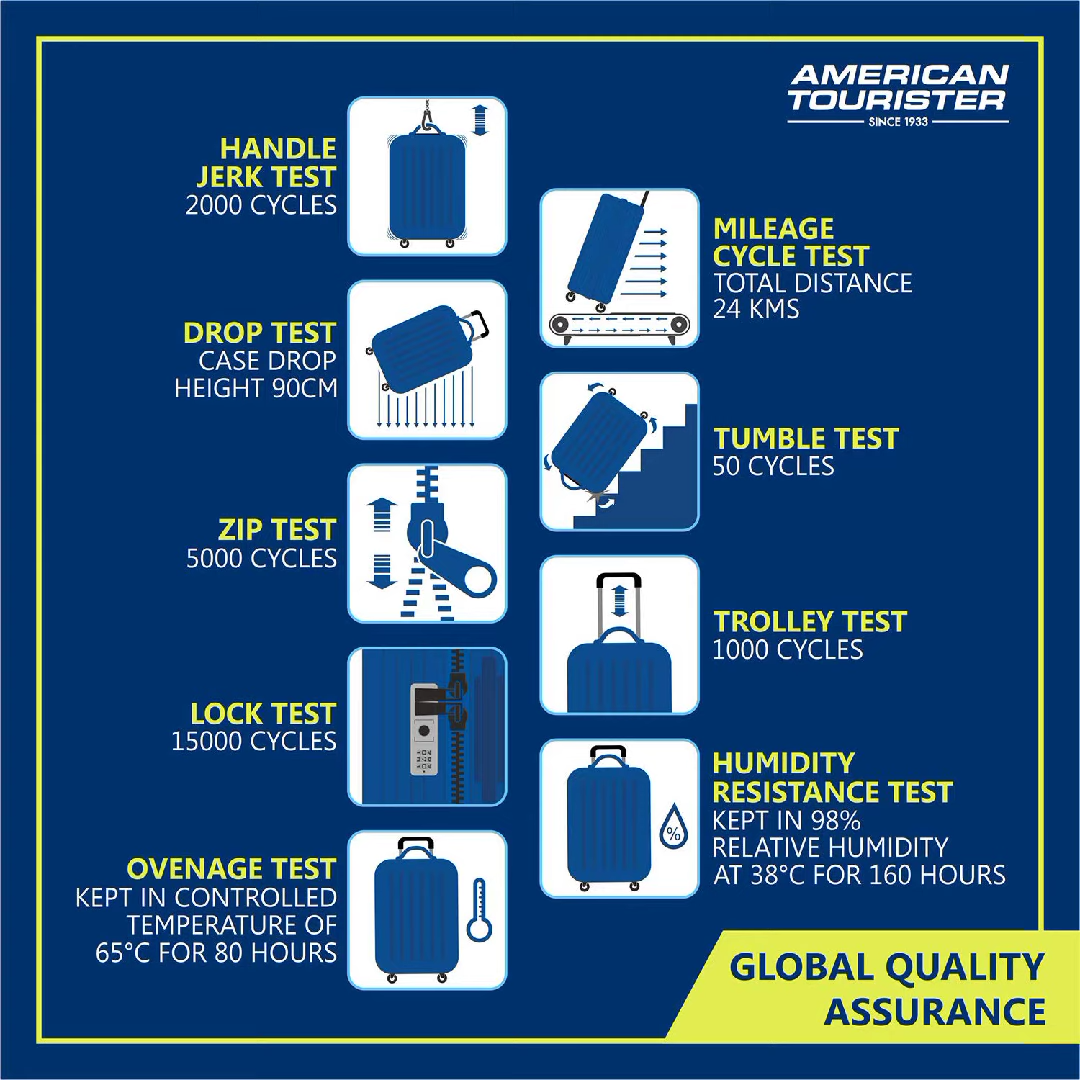 AMERICAN
TOURISTER
SINCE 1933
HANDLE
JERK TEST
2000 CYCLES
MILEAGE
CYCLE TEST
TOTAL DISTANCE
24 KMS
DROP TEST
CASE DROP
HEIGHT 90CM
TUMBLE TEST
50 CYCLES
ZIP TEST
5000 CYCLES
TROLLEY TEST
1000 CYCLES
LOCK TEST
15000 CYCLES
HUMIDITY
RESISTANCE TEST
KEPT IN 98%
RELATIVE HUMIDITY
AT 38°C FOR 160 HOURS
%
OVENAGE TEST
KEPT IN CONTROLLED
TEMPERATURE OF
65°C FOR 80 HOURS
GLOBAL QUALITY
ASSURANCE